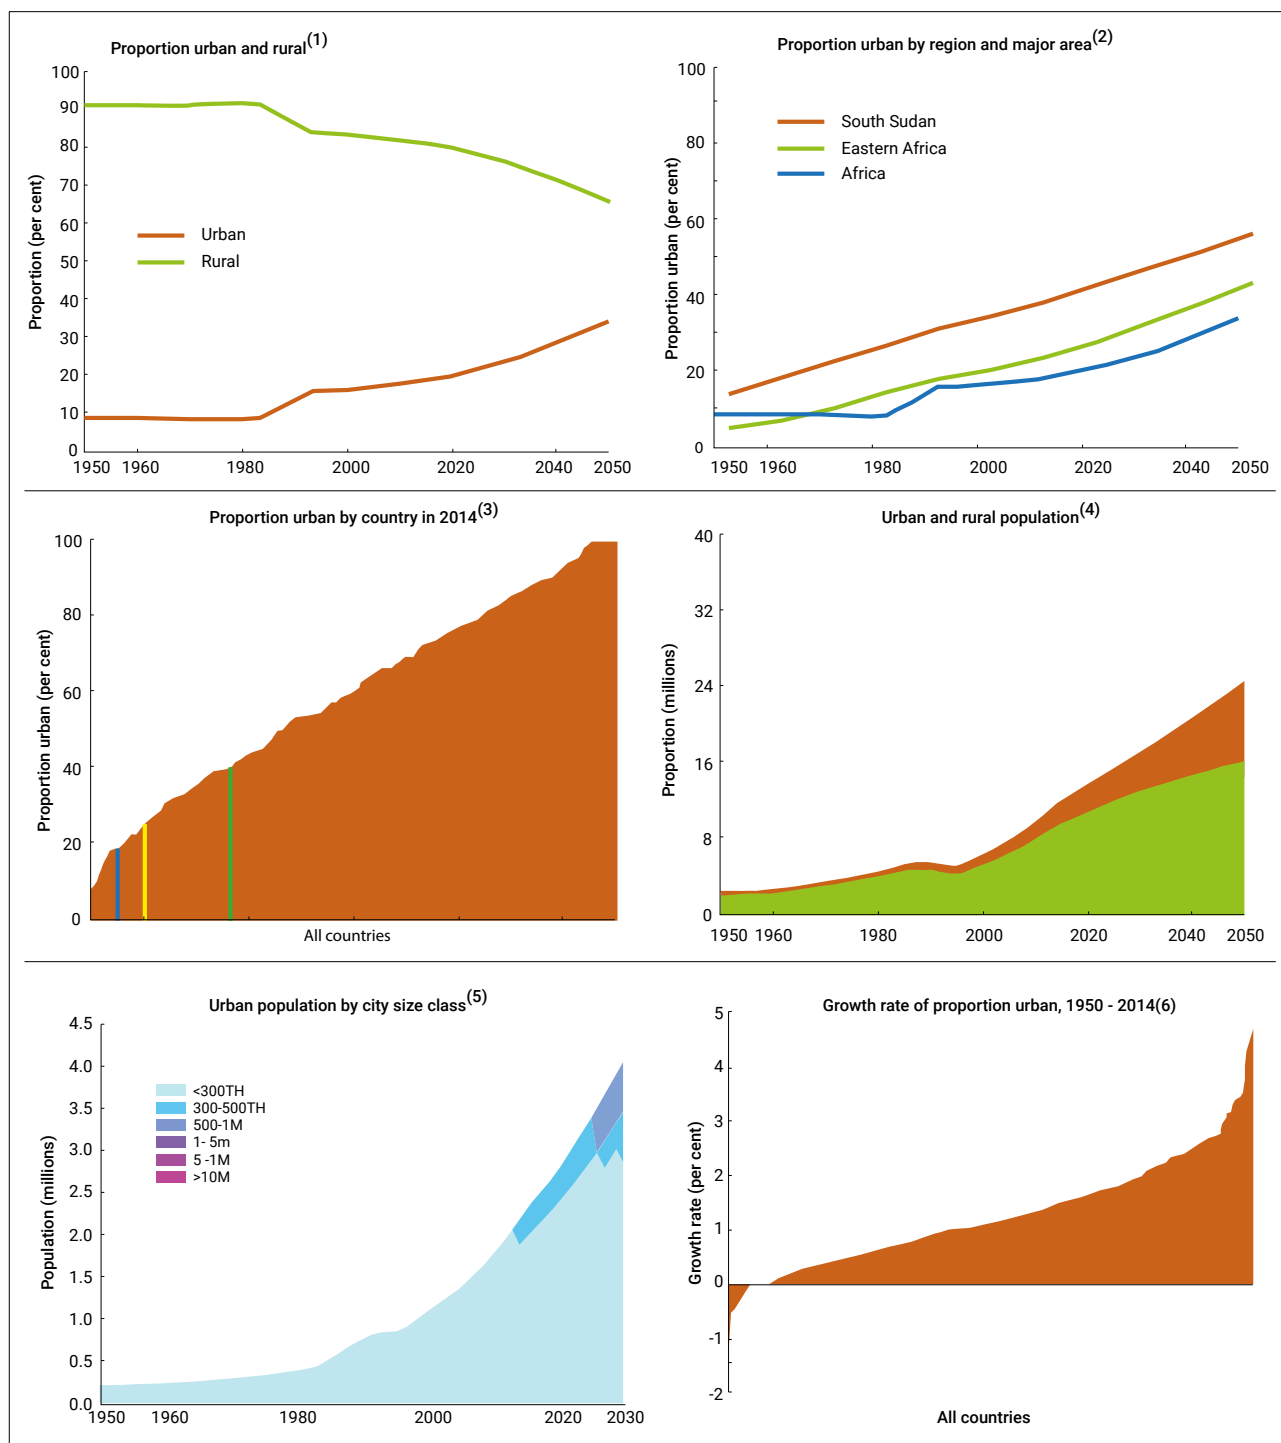 Proportion urban and rural(1)
100
90
80
70
60
50
40
30
20
10
0
Proportion (per cent)
Urban
Rural
1950 1960 1980 2000 2020 2040 2050
Proportion urban by region and major area(2)
100
80
60
40
20
0
Proportion urban (per cent)
South Sudan
Eastern Africa
Africa
1950 1960 1980 2000 2020 2040 2050
Proportion urban by country in 2014(3)
100
80
60
40
20
0
Proportion urban (per cent)
All countries
Urban and rural population(4)
40
32
24
16
8
0
Proportion (millions)
1950 1960 1980 2000 2020 2040 2050
Urban population by city size class(5)
4.5
4.0
3.5
3.0
2.5
2.0
1.5
1.0
0.5
0.0
Population (millions)
<300TH
300-500TH
500-1M
1- 5m
5 -1M
>10M
1950 1960 1980 2000 2020 2030
Growth rate of proportion urban, 1950 - 2014(6)
5
4
3
2
1
0
-1
-2
Growth rate (per cent)
All countries